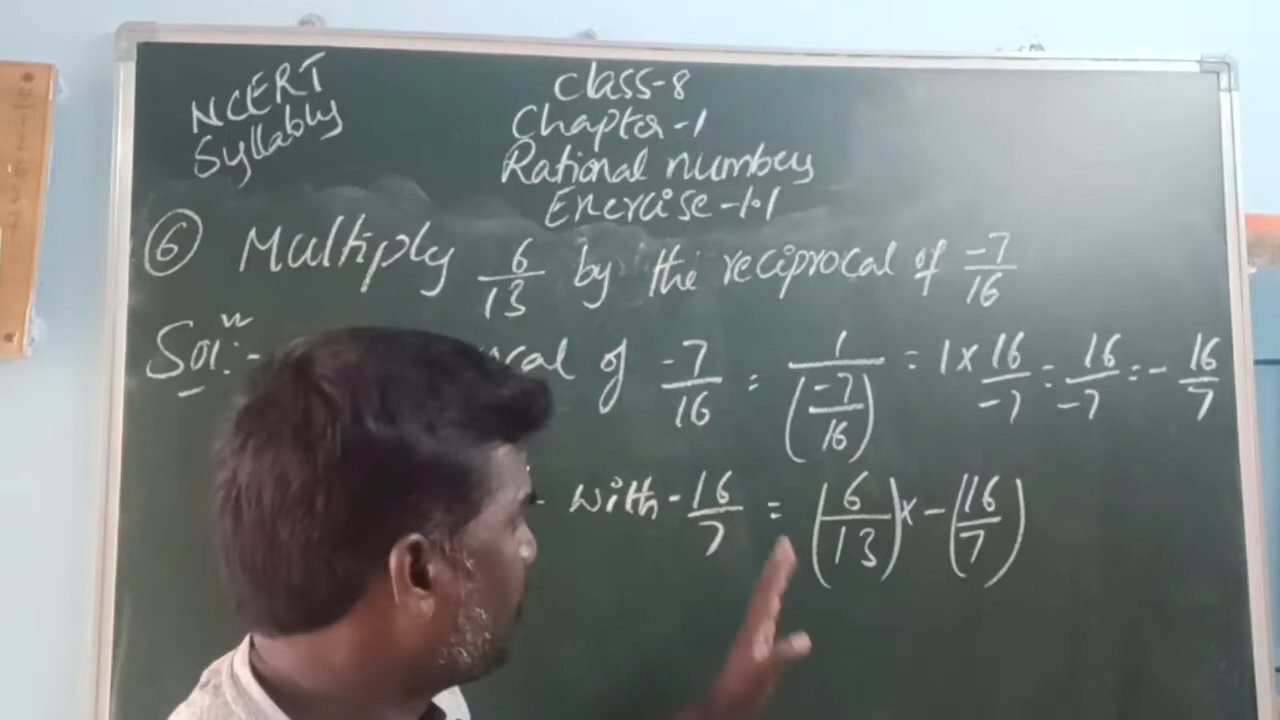 NCERT
Syllabus
Class-8
Chapter-1
Rational numbers
Exercise-1.1
⑥ Multiply 6/13 by the reciprocal of -7/16
Solⁿ:- of -7/16 = 1/(-7/16) = 1 × 16/-7 = 16/-7 = -16/7
with -16/7 = (6/13) × -(16/7)